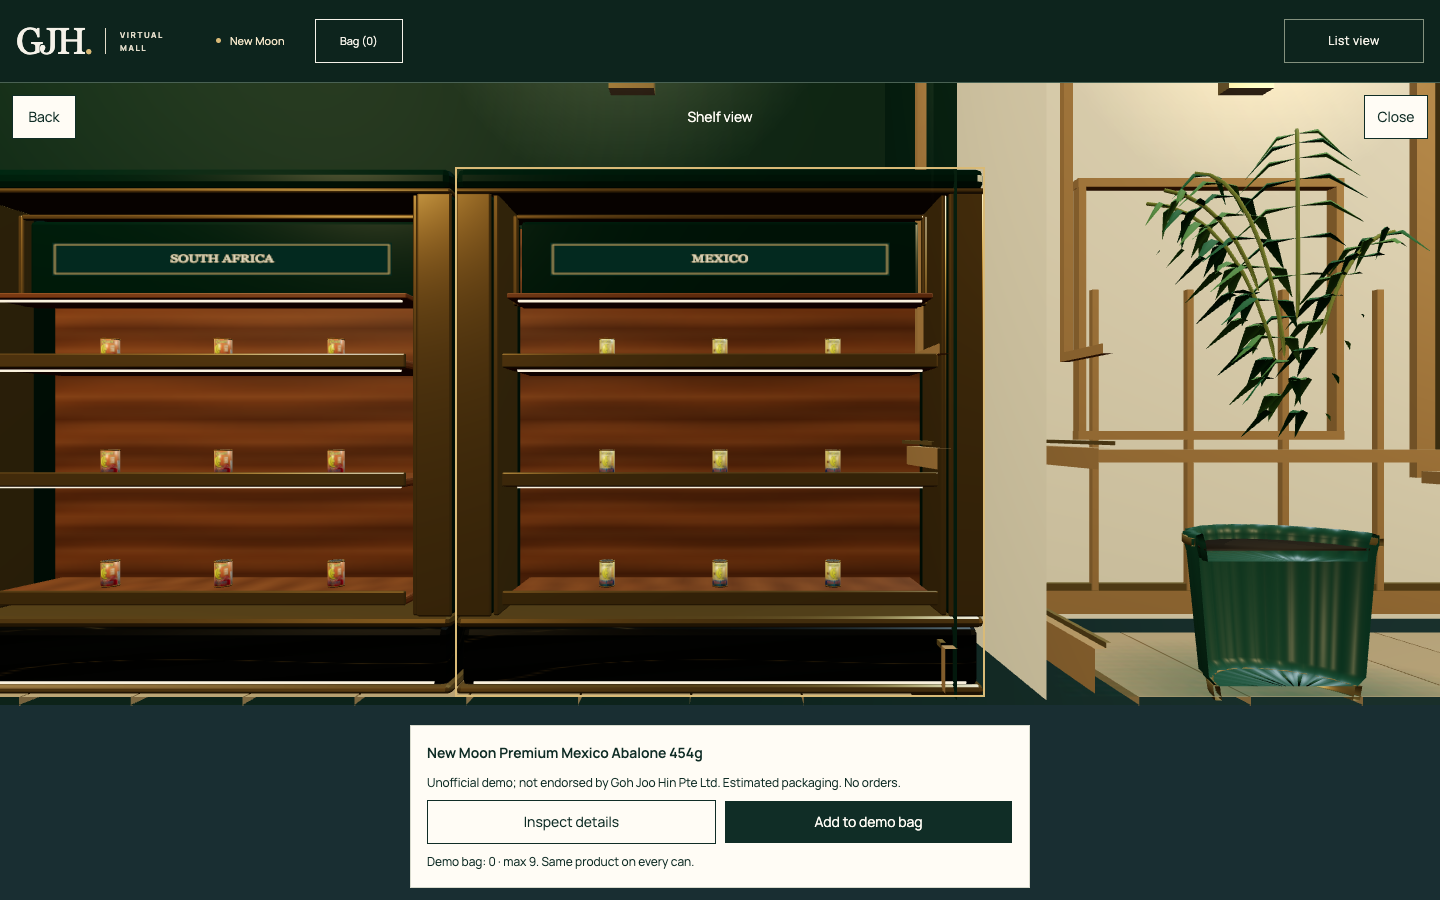 GJH.
VIRTUAL
MALL
New Moon
Bag (0)
List view
Back
Shelf view
Close
SOUTH AFRICA
MEXICO
New Moon Premium Mexico Abalone 454g
Unofficial demo; not endorsed by Goh Joo Hin Pte Ltd. Estimated packaging. No orders.
Inspect details
Add to demo bag
Demo bag: 0 · max 9. Same product on every can.